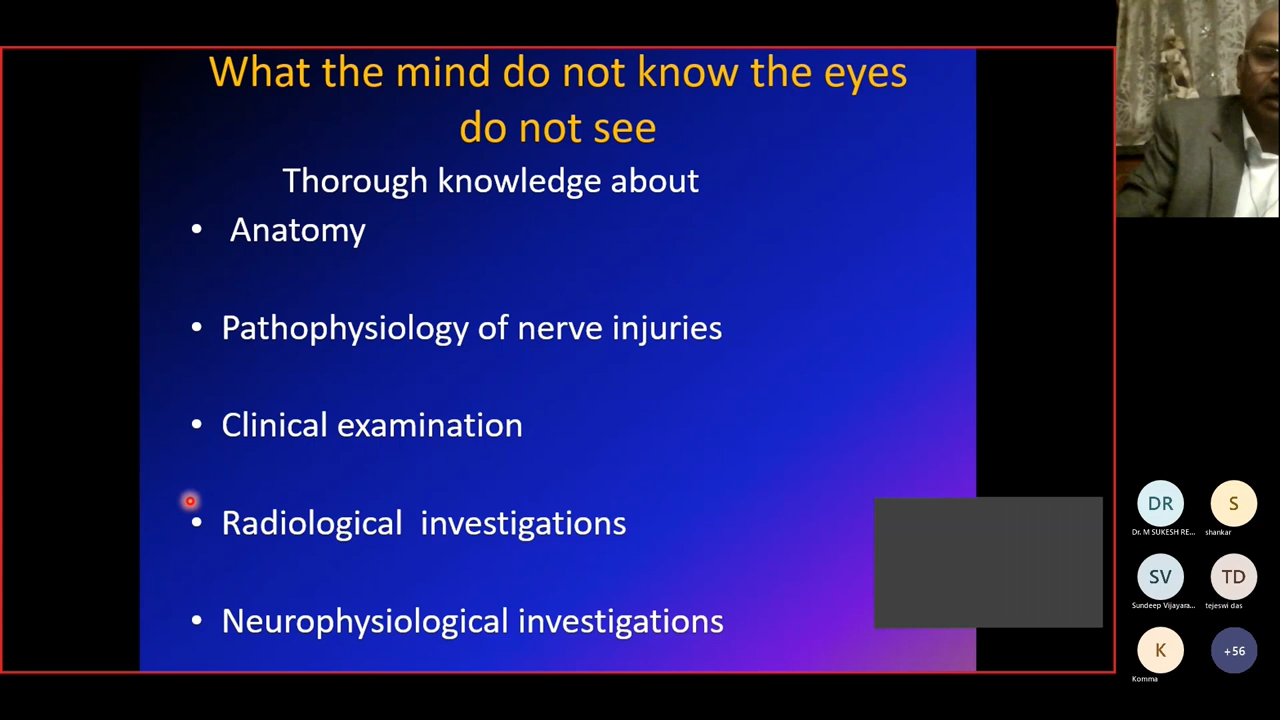 What the mind do not know the eyes
do not see
Thorough knowledge about
• Anatomy
• Pathophysiology of nerve injuries
• Clinical examination
• Radiological investigations
• Neurophysiological investigations
DR
S
Dr. M SUKESH RE...
shankar
SV
TD
Sundeep Vijayara...
tejeswi das
K
+56
Komma